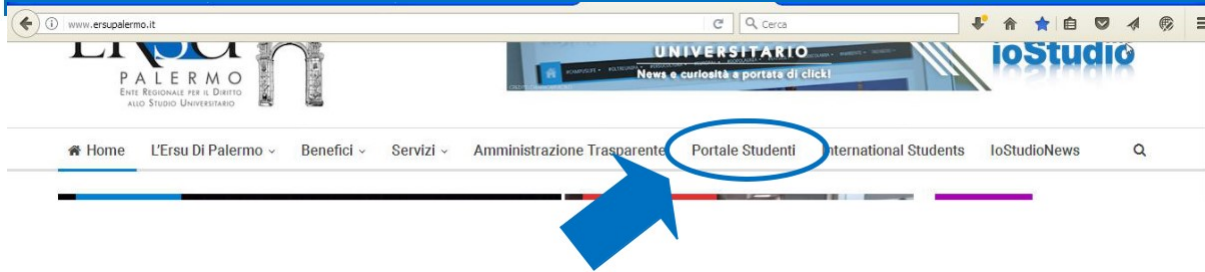 www.ersupalermo.it
Cerca
PALERMO
ENTE REGIONALE PER IL DIRITTO
ALLO STUDIO UNIVERSITARIO
UNIVERSITARIO
News e curiosità a portata di click!
ioStudio
Home L'Ersu Di Palermo Benefici Servizi Amministrazione Trasparente Portale Studenti International Students IoStudioNews